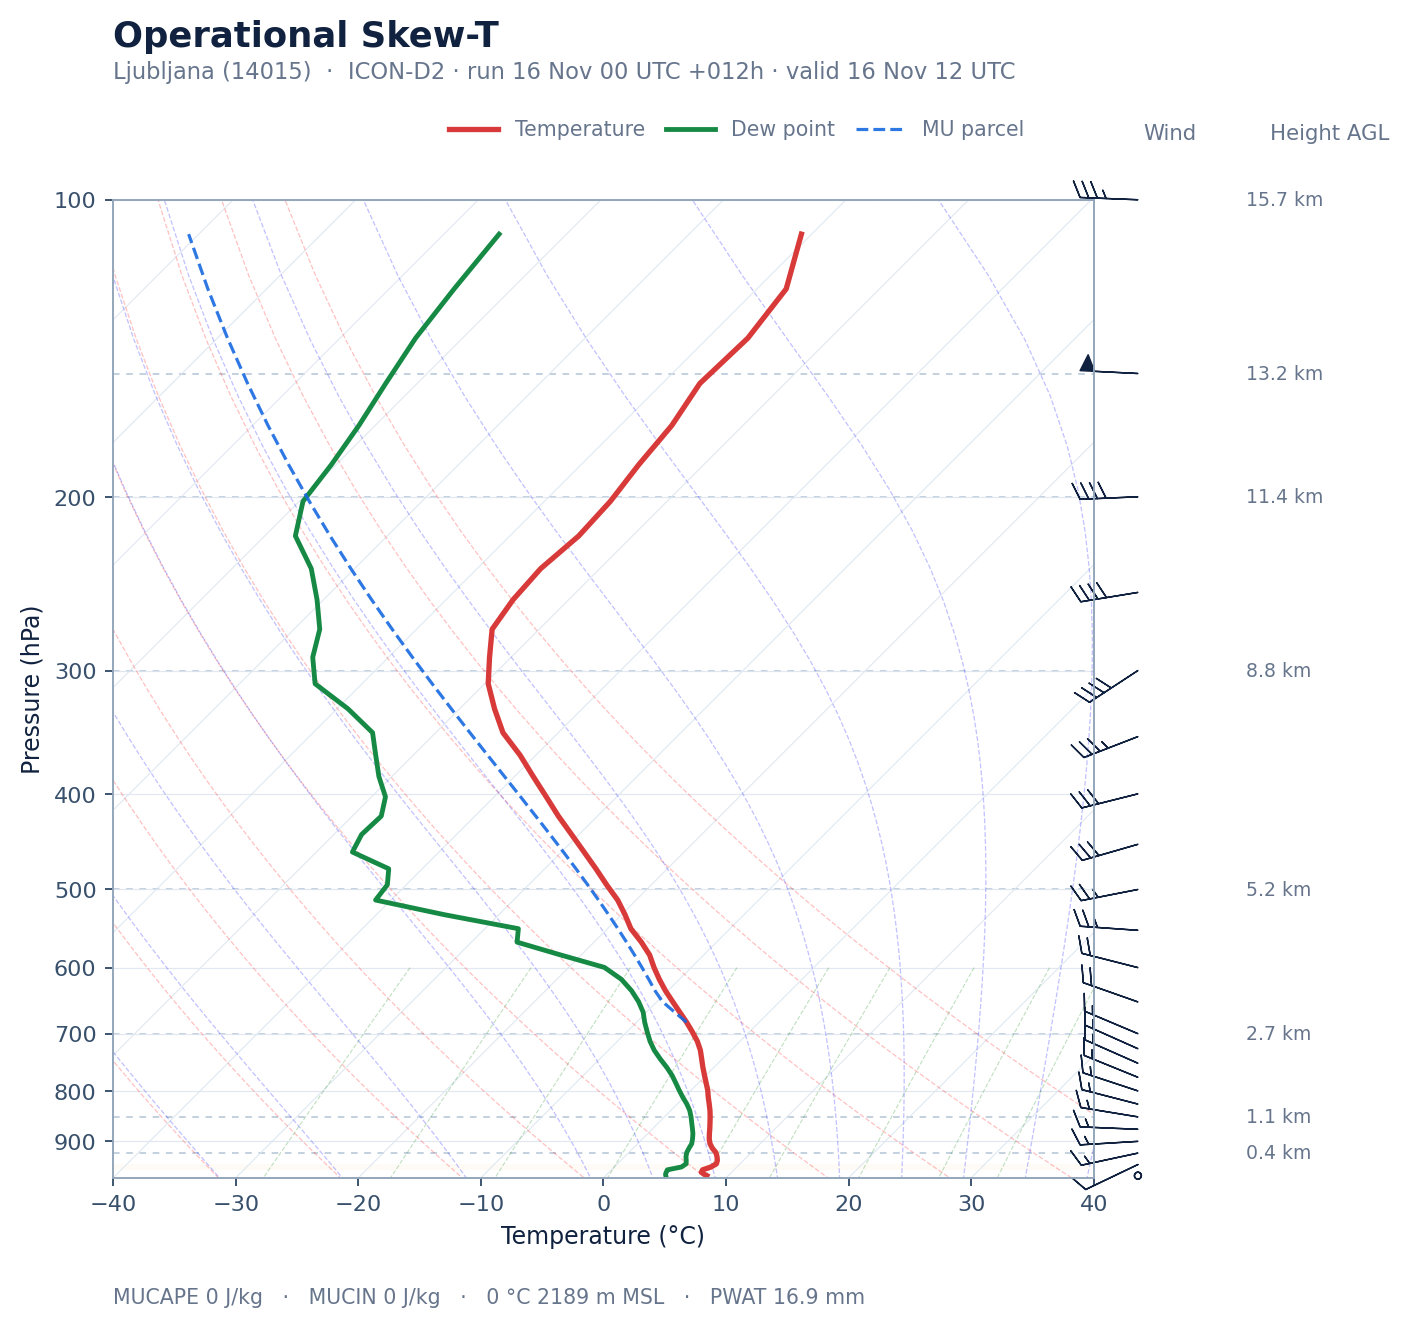 Operational Skew-T
Ljubljana (14015)  ·  ICON-D2 · run 16 Nov 00 UTC +012h · valid 16 Nov 12 UTC
Temperature   Dew point   MU parcel   Wind   Height AGL
100   15.7 km
13.2 km
200   11.4 km
300   8.8 km
400
500   5.2 km
600
700   2.7 km
800
1.1 km
900   0.4 km
Pressure (hPa)
−40   −30   −20   −10   0   10   20   30   40
Temperature (°C)
MUCAPE 0 J/kg   ·   MUCIN 0 J/kg   ·   0 °C 2189 m MSL   ·   PWAT 16.9 mm